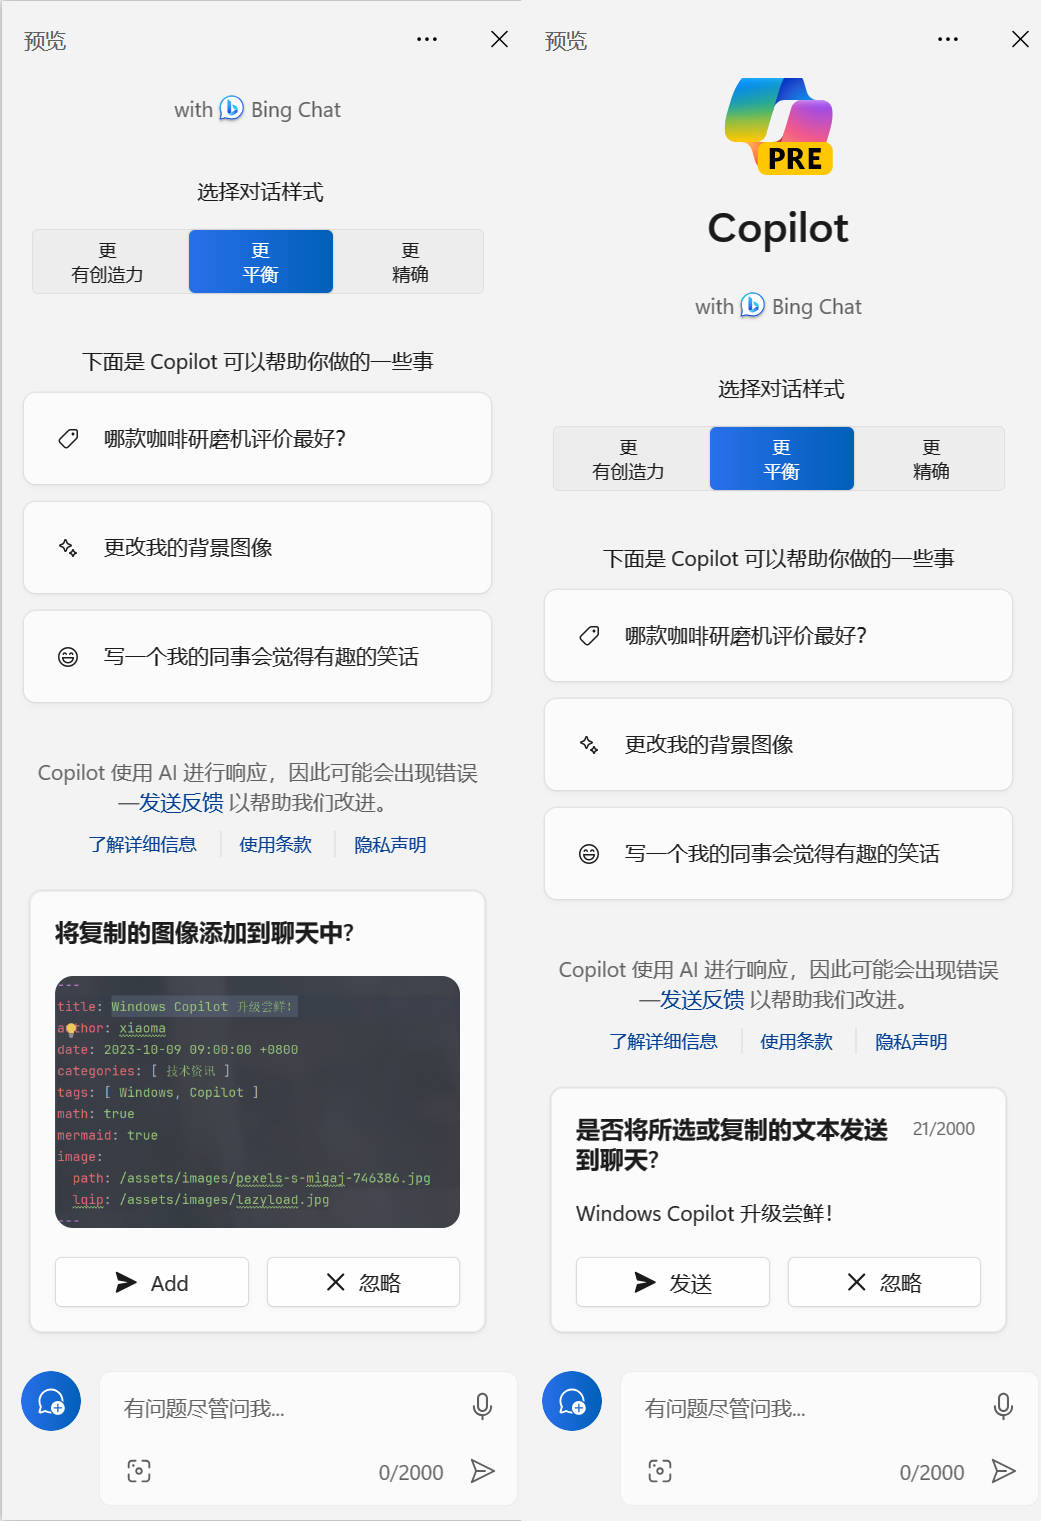 预览
with Bing Chat
选择对话样式
更
有创造力
更
平衡
更
精确
下面是 Copilot 可以帮助你做的一些事
哪款咖啡研磨机评价最好?
更改我的背景图像
写一个我的同事会觉得有趣的笑话
Copilot 使用 AI 进行响应，因此可能会出现错误
—发送反馈 以帮助我们改进。
了解详细信息
使用条款
隐私声明
将复制的图像添加到聊天中?
---
title: Windows Copilot 升级尝鲜!
author: xiaoma
date: 2023-10-09 09:00:00 +0800
categories: [ 技术资讯 ]
tags: [ Windows, Copilot ]
math: true
mermaid: true
image:
path: /assets/images/pexels-s-migaj-746386.jpg
lqip: /assets/images/lazyload.jpg
---
Add
忽略
有问题尽管问我...
0/2000
预览
PRE
Copilot
with Bing Chat
选择对话样式
更
有创造力
更
平衡
更
精确
下面是 Copilot 可以帮助你做的一些事
哪款咖啡研磨机评价最好?
更改我的背景图像
写一个我的同事会觉得有趣的笑话
Copilot 使用 AI 进行响应，因此可能会出现错误
—发送反馈 以帮助我们改进。
了解详细信息
使用条款
隐私声明
是否将所选或复制的文本发送 21/2000
到聊天?
Windows Copilot 升级尝鲜!
发送
忽略
有问题尽管问我...
0/2000